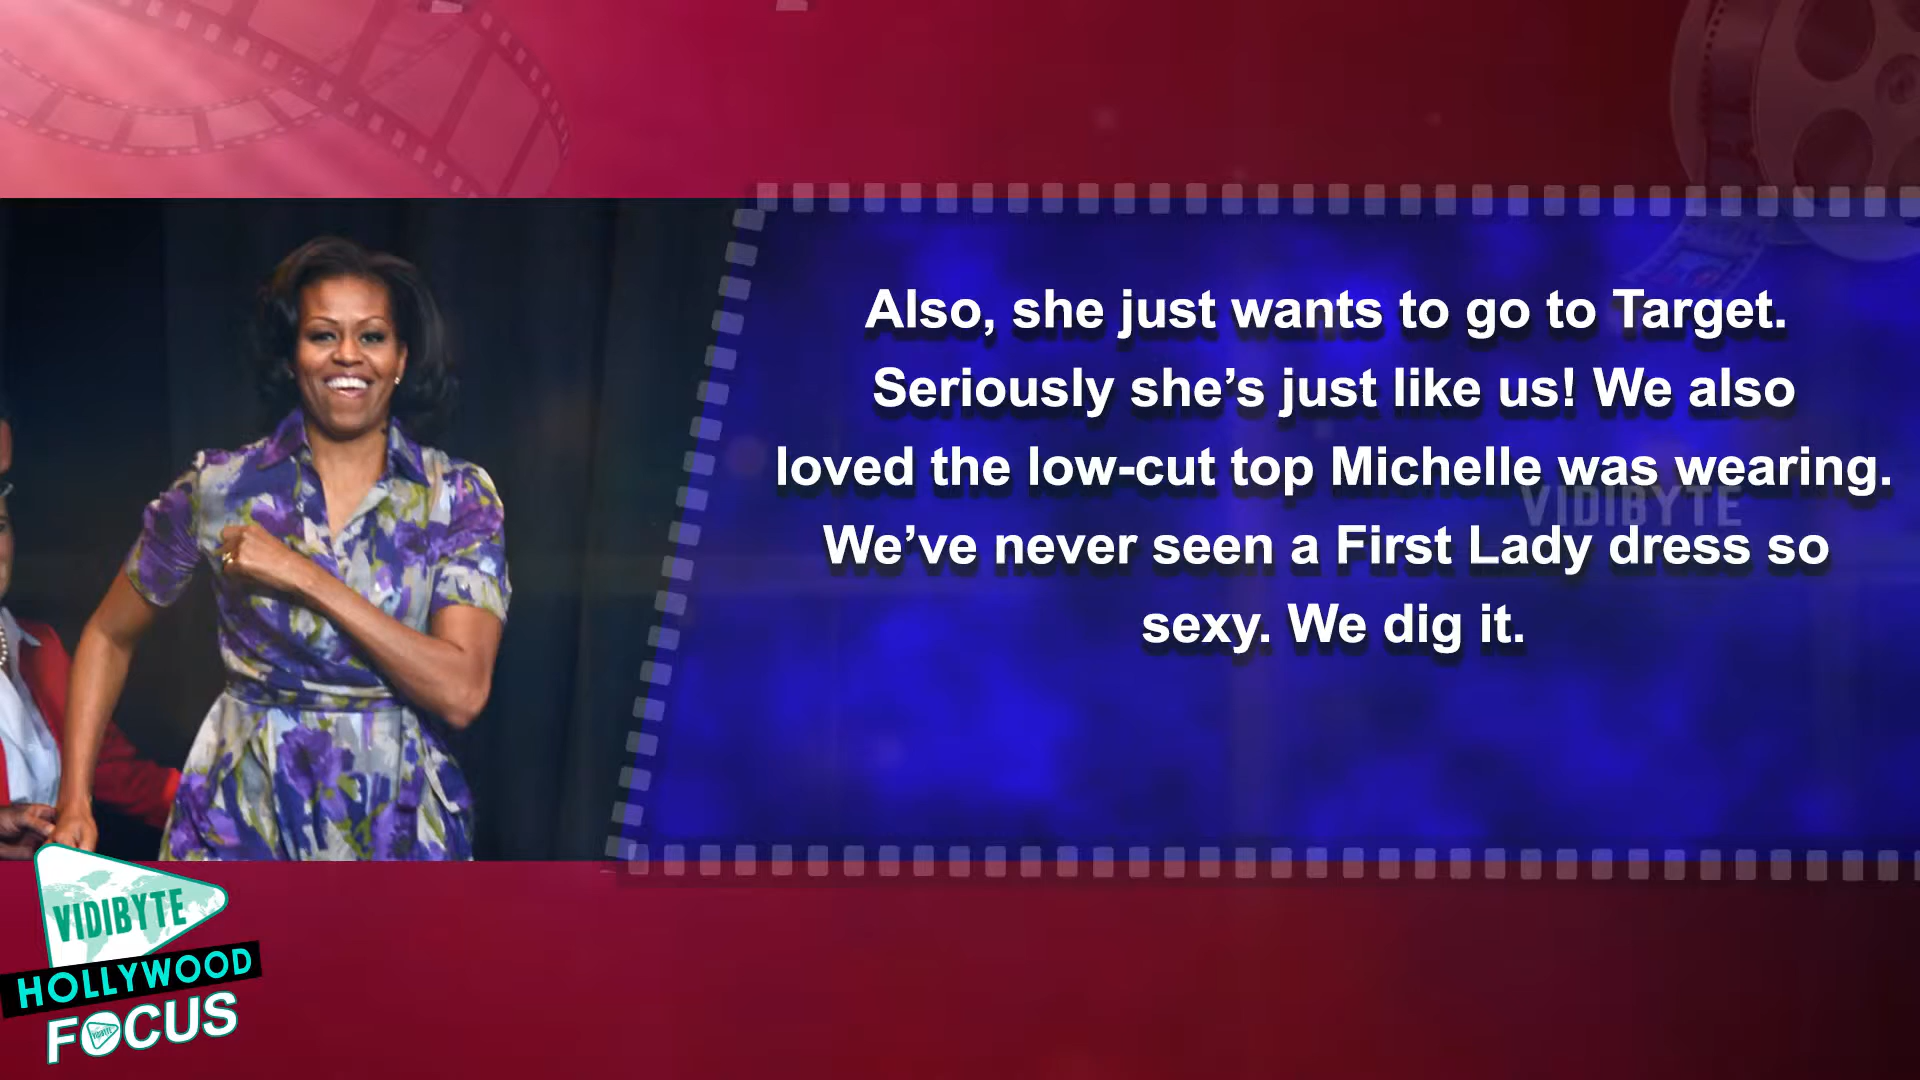 Also, she just wants to go to Target.
Seriously she’s just like us! We also
loved the low-cut top Michelle was wearing.
VIDIBYTE
We’ve never seen a First Lady dress so
sexy. We dig it.
VIDIBYTE
HOLLYWOOD
FOCUS
VIDIBYTE